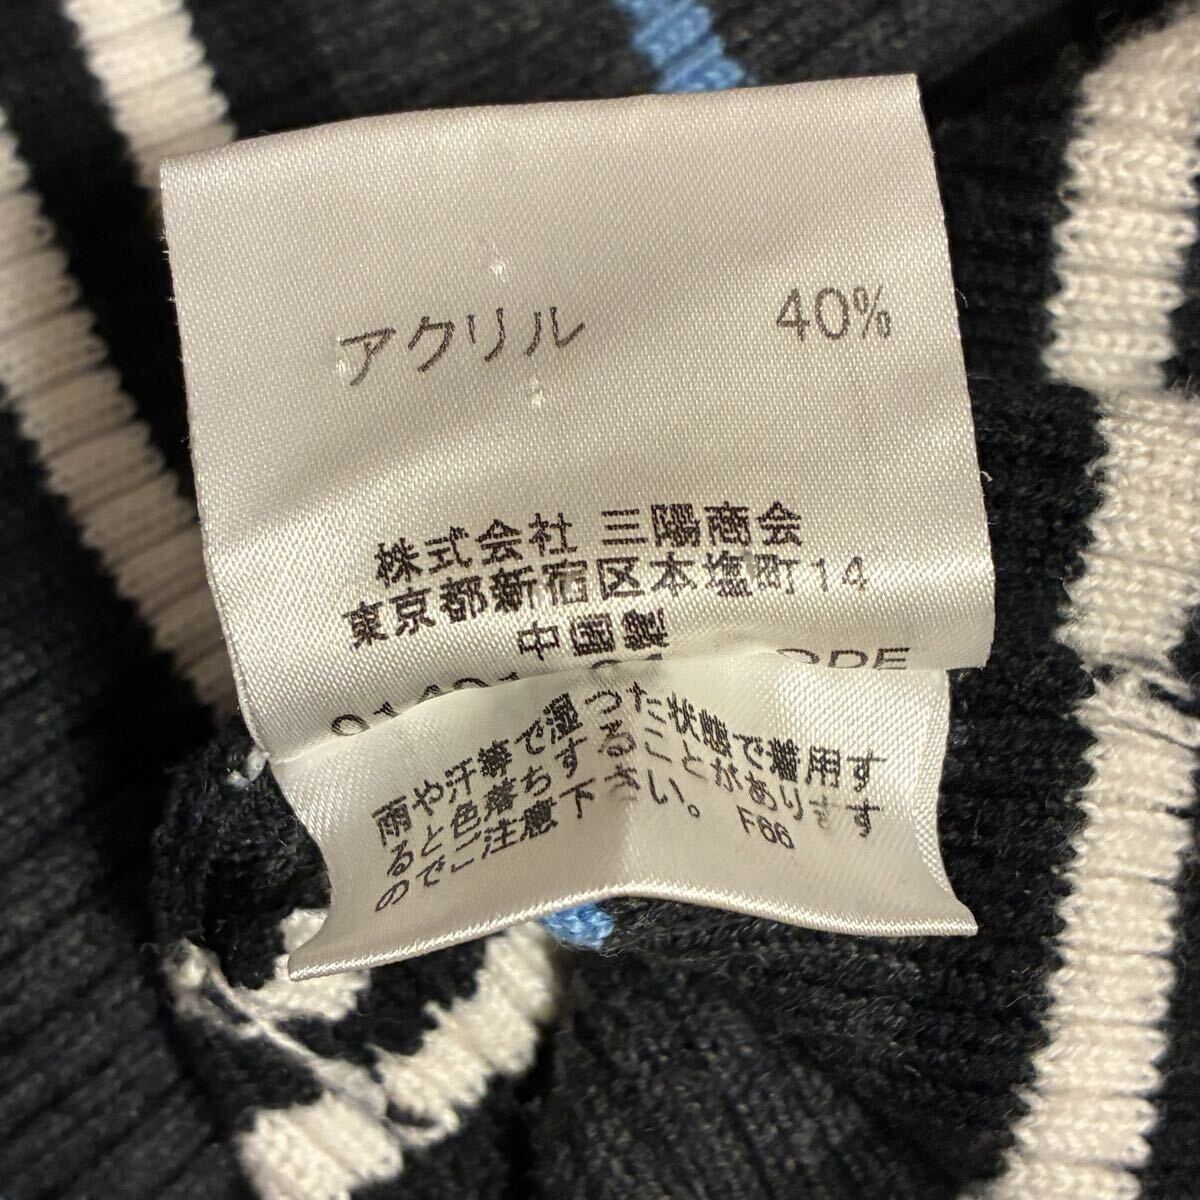 アクリル 40%
株式会社 三陽商会
東京都新宿区本塩町14
中国製
雨や汗等で湿った状態で着用す
ると色落ちすることがあります
のでご注意下さい。 F66